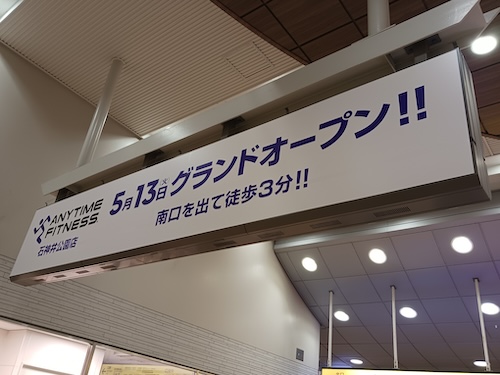 ANYTIME
FITNESS
石神井公園店
5月13日(火)グランドオープン!!
南口を出て徒歩3分!!